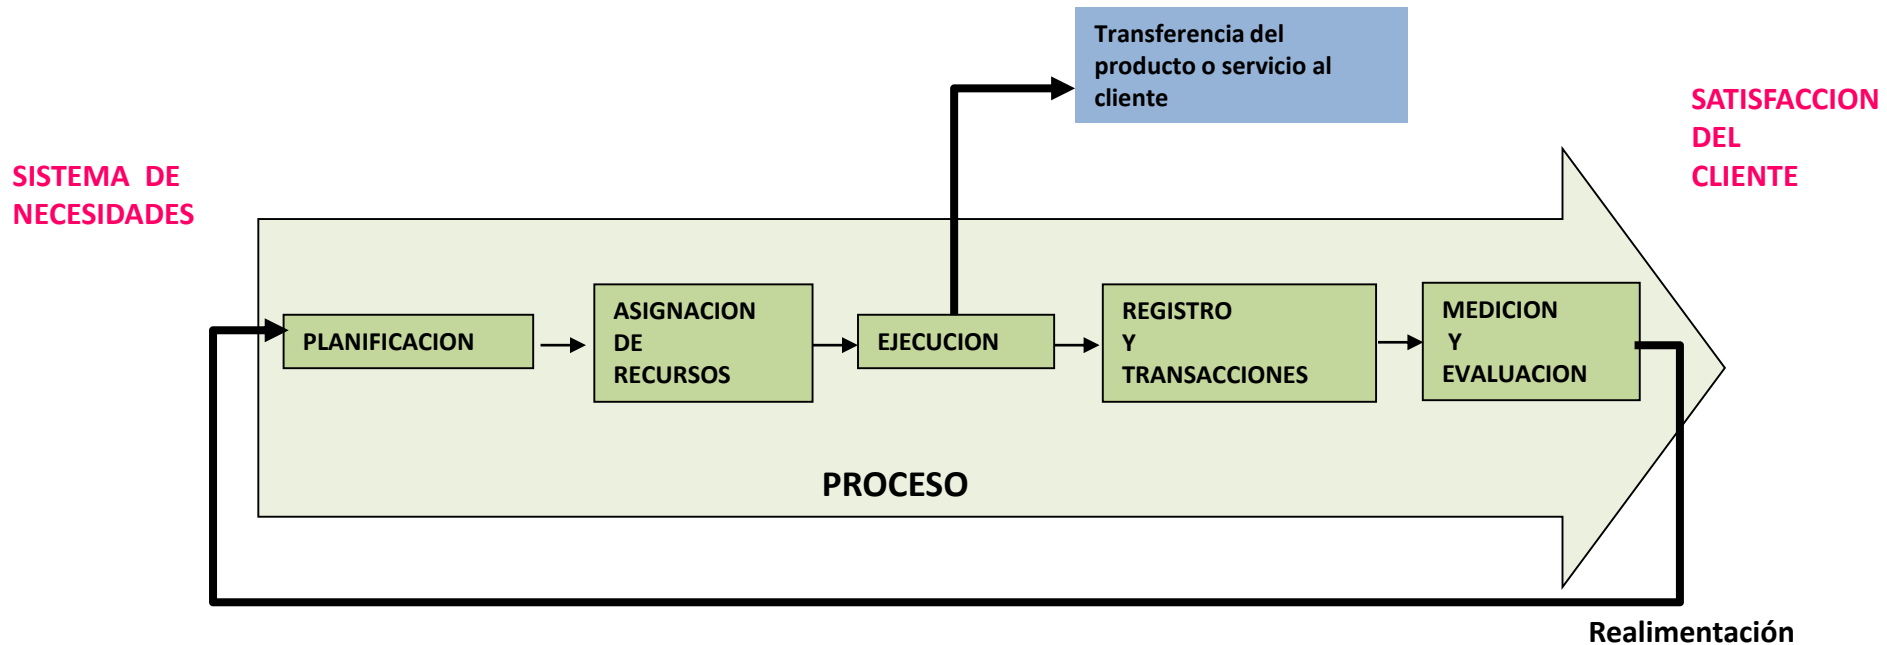 Transferencia del
producto o servicio al
cliente
SATISFACCION
DEL
CLIENTE
SISTEMA DE
NECESIDADES
PLANIFICACION
ASIGNACION
DE
RECURSOS
EJECUCION
REGISTRO
Y
TRANSACCIONES
MEDICION
Y
EVALUACION
PROCESO
Realimentación